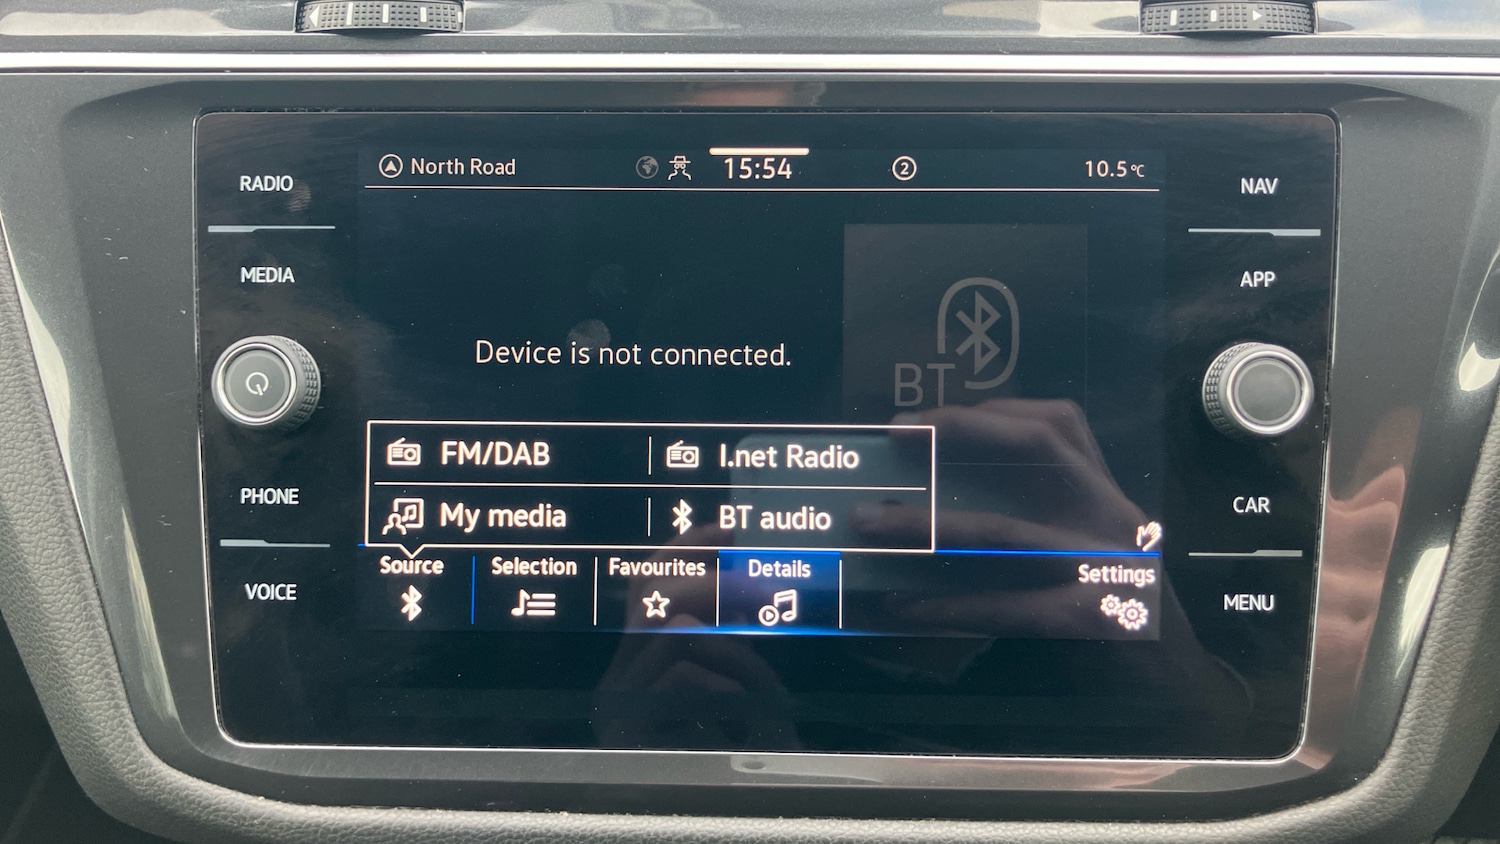 North Road
15:54
2
10.5°C
RADIO
MEDIA
PHONE
VOICE
NAV
APP
CAR
MENU
Device is not connected.
BT
FM/DAB
I.net Radio
My media
BT audio
Source
Selection
Favourites
Details
Settings